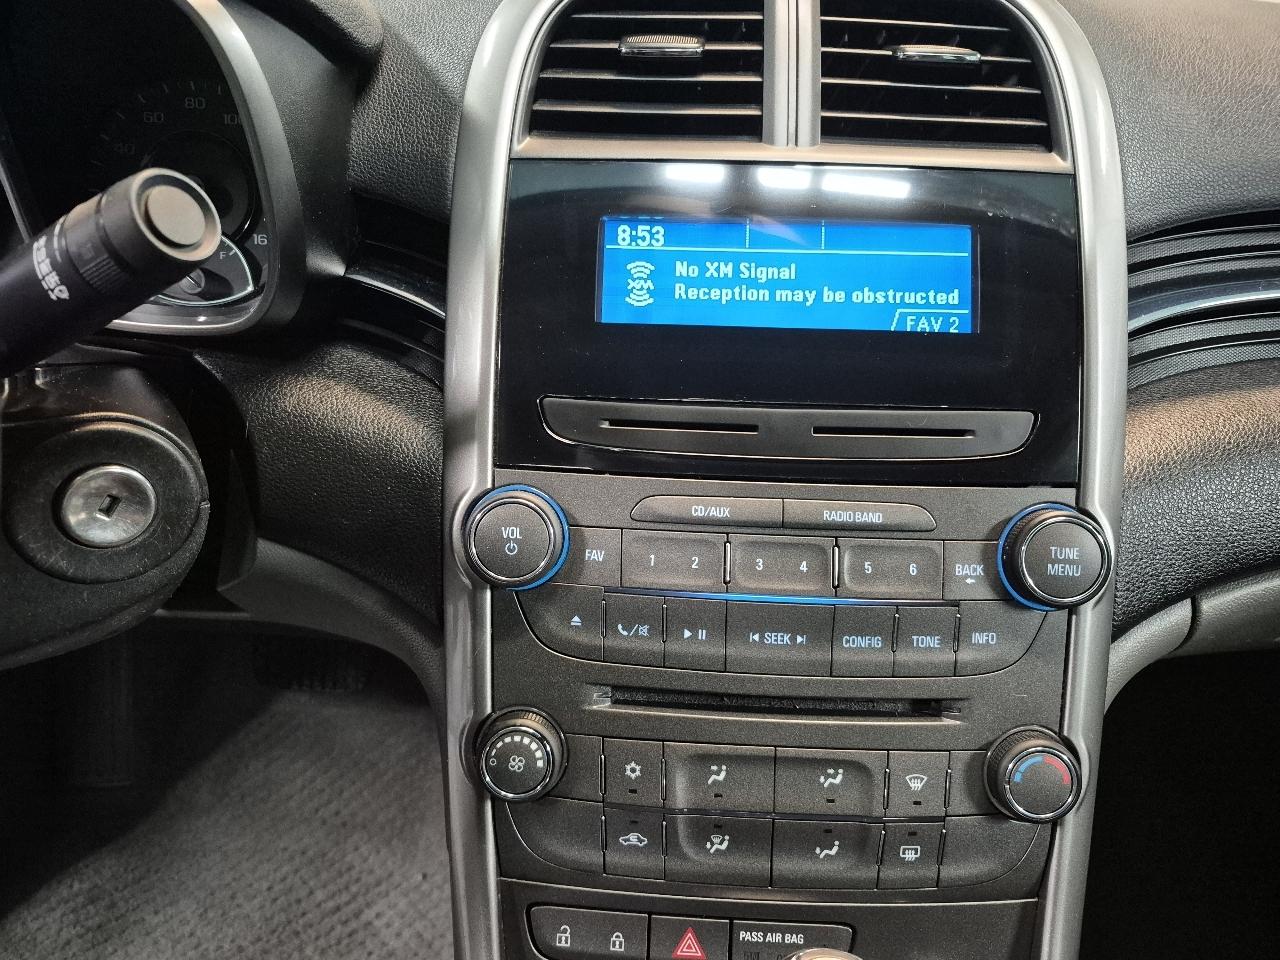 80
60
100
40
16
F
8:53
XM
No XM Signal
Reception may be obstructed
FAV 2
CD/AUX
RADIO BAND
VOL
FAV
1
2
3
4
5
6
BACK
TUNE
MENU
SEEK
CONFIG
TONE
INFO
PASS AIR BAG